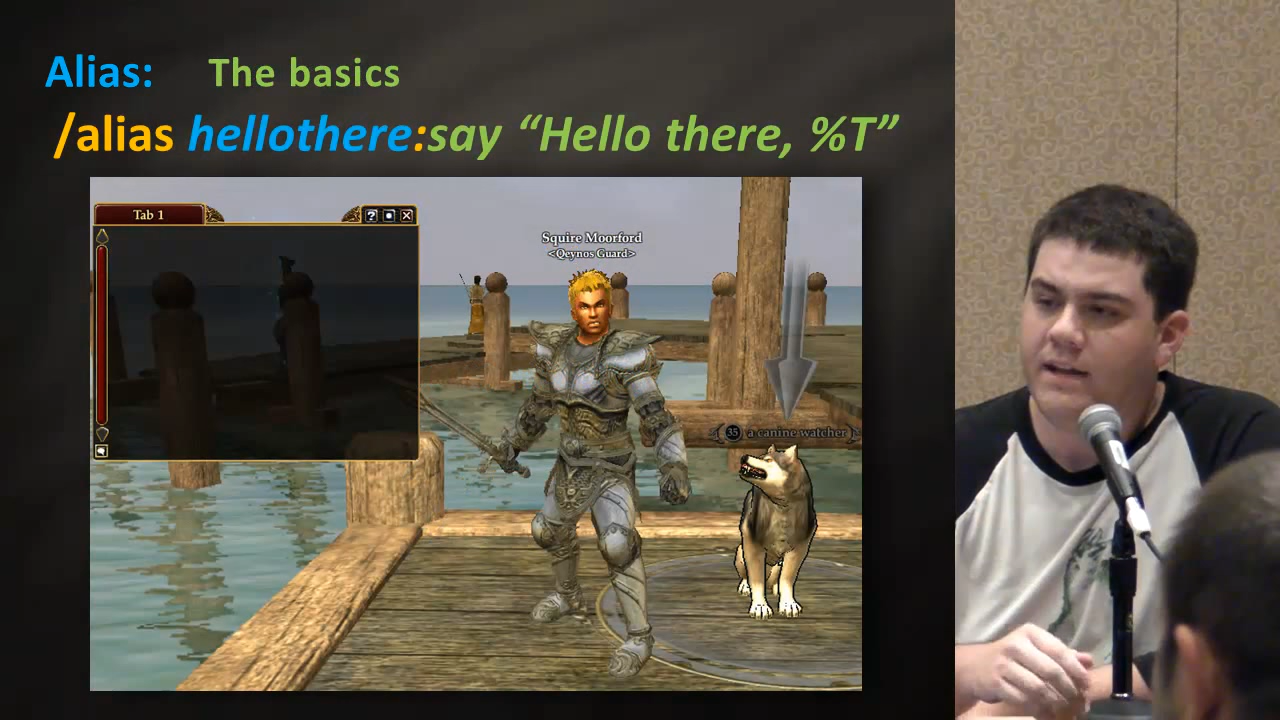 Alias: The basics
/alias hellothere:say “Hello there, %T”
Tab 1
?
Squire Moorford
<Qeynos Guard>
35 a canine watcher